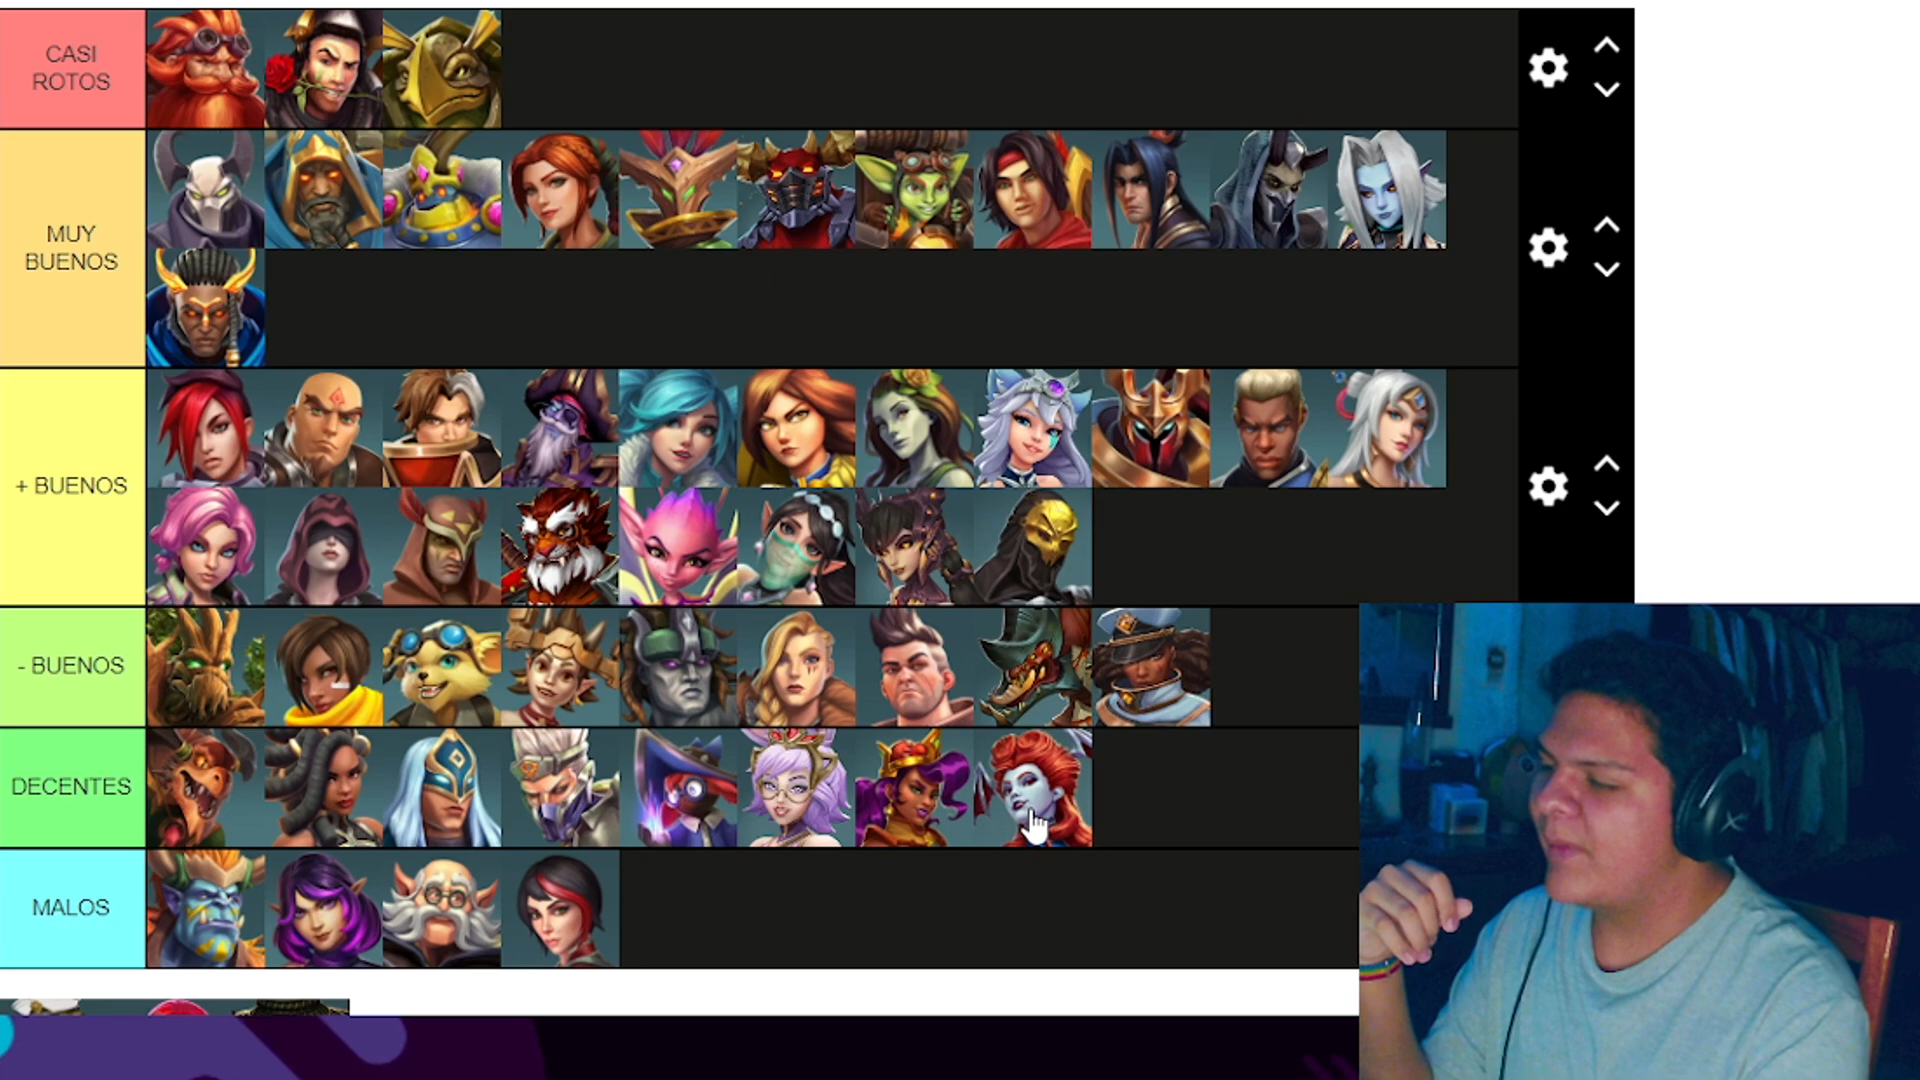 CASI
ROTOS
MUY
BUENOS
+ BUENOS
- BUENOS
DECENTES
MALOS